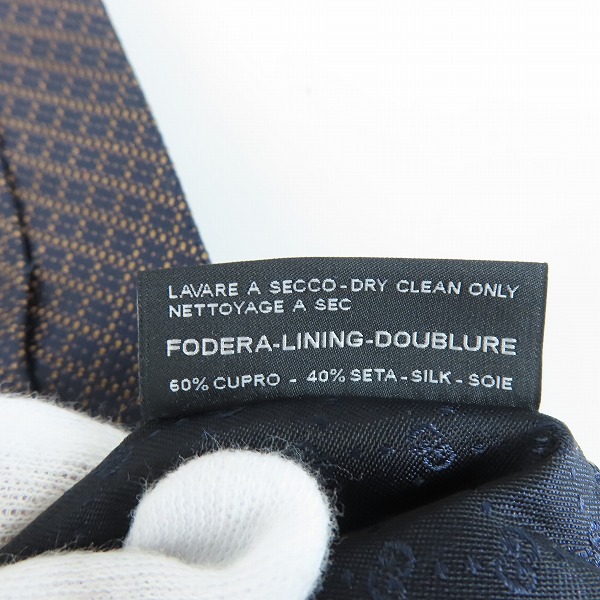 LAVARE A SECCO-DRY CLEAN ONLY
NETTOYAGE A SEC
FODERA-LINING-DOUBLURE
60% CUPRO - 40% SETA-SILK-SOIE